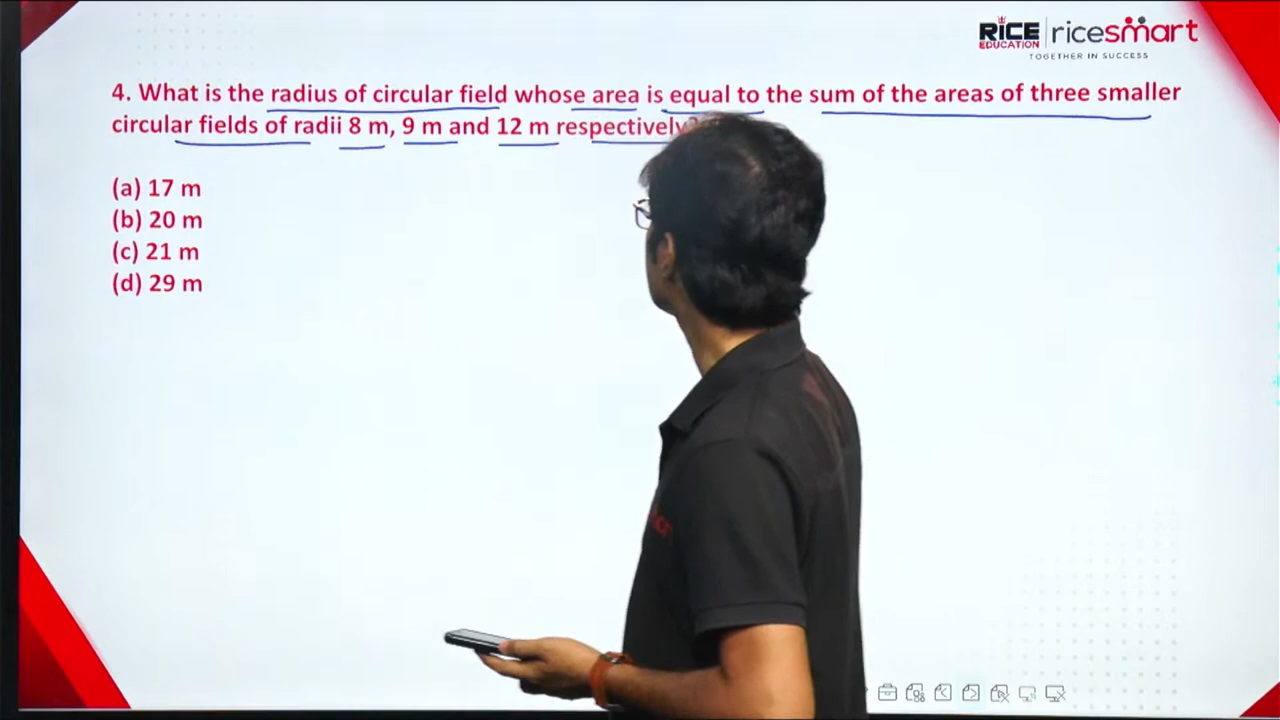 RICE
EDUCATION
ricesmart
TOGETHER IN SUCCESS
4. What is the radius of circular field whose area is equal to the sum of the areas of three smaller
circular fields of radii 8 m, 9 m and 12 m respectively?
(a) 17 m
(b) 20 m
(c) 21 m
(d) 29 m